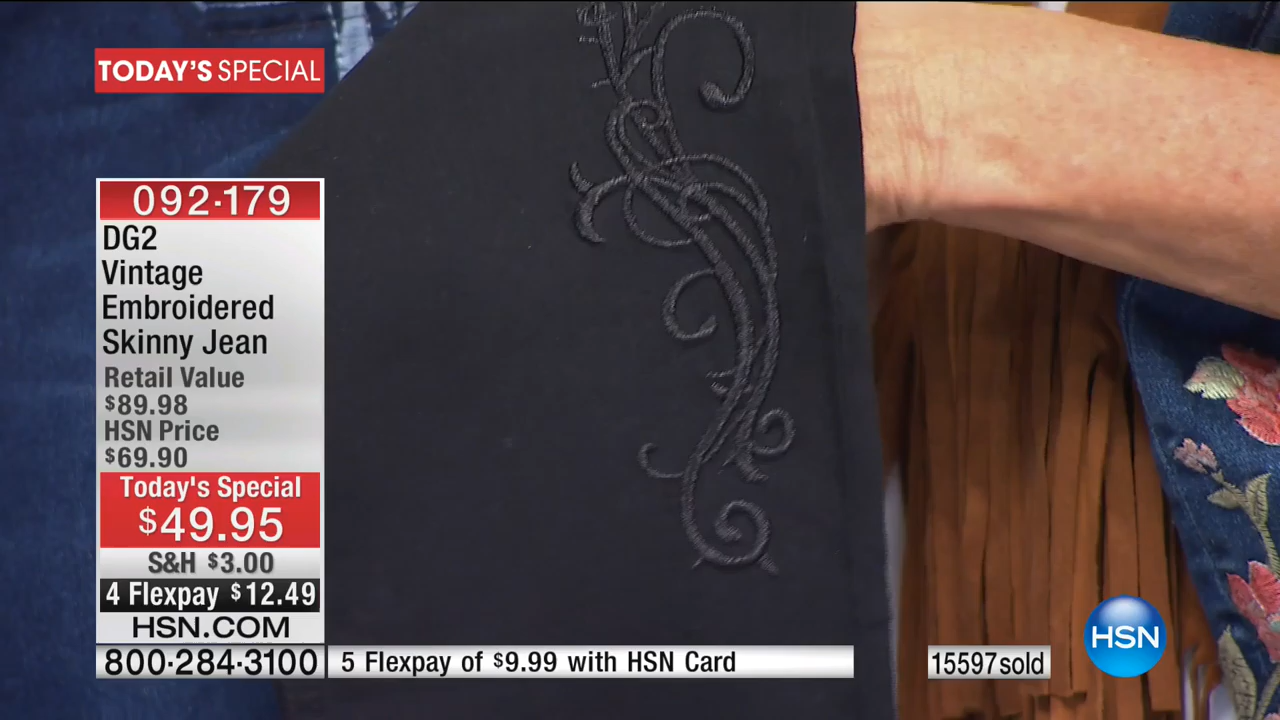 TODAY'S SPECIAL
092·179
DG2
Vintage
Embroidered
Skinny Jean
Retail Value
$89.98
HSN Price
$69.90
Today's Special
$49.95
S&H $3.00
4 Flexpay $12.49
HSN.COM
800·284·3100
5 Flexpay of $9.99 with HSN Card
15597 sold
HSN